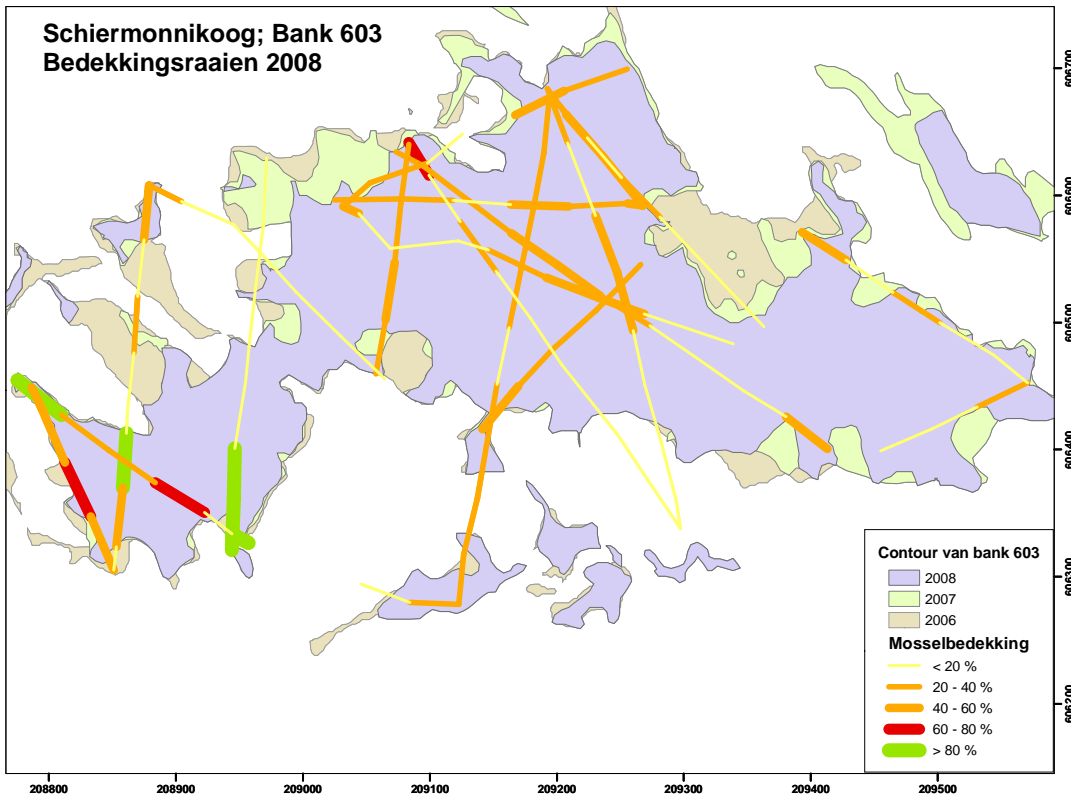 Schiermonnikoog; Bank 603
Bedekkingsraaien 2008
606700
606600
606500
606400
606300
606200
Contour van bank 603
2008
2007
2006
Mosselbedekking
< 20 %
20 - 40 %
40 - 60 %
60 - 80 %
> 80 %
208800 208900 209000 209100 209200 209300 209400 209500